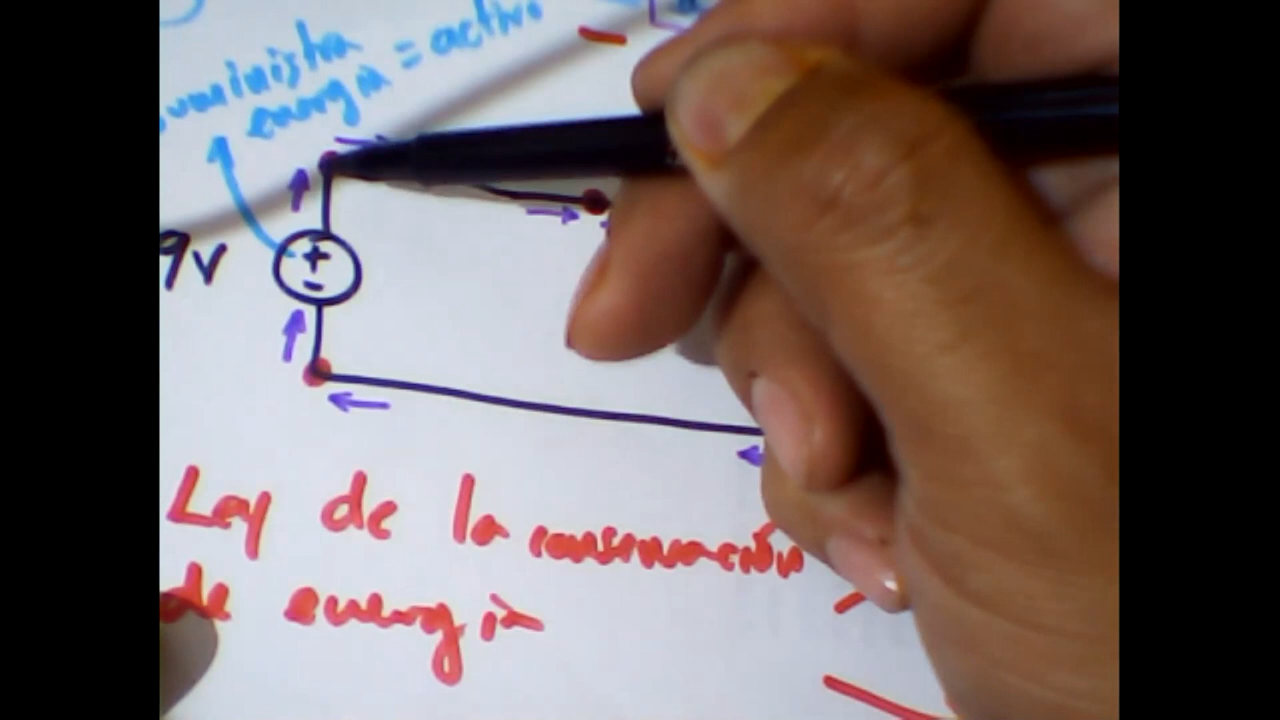 suministra
energía = activo
9V
+
-
Ley de la conservación
de energía